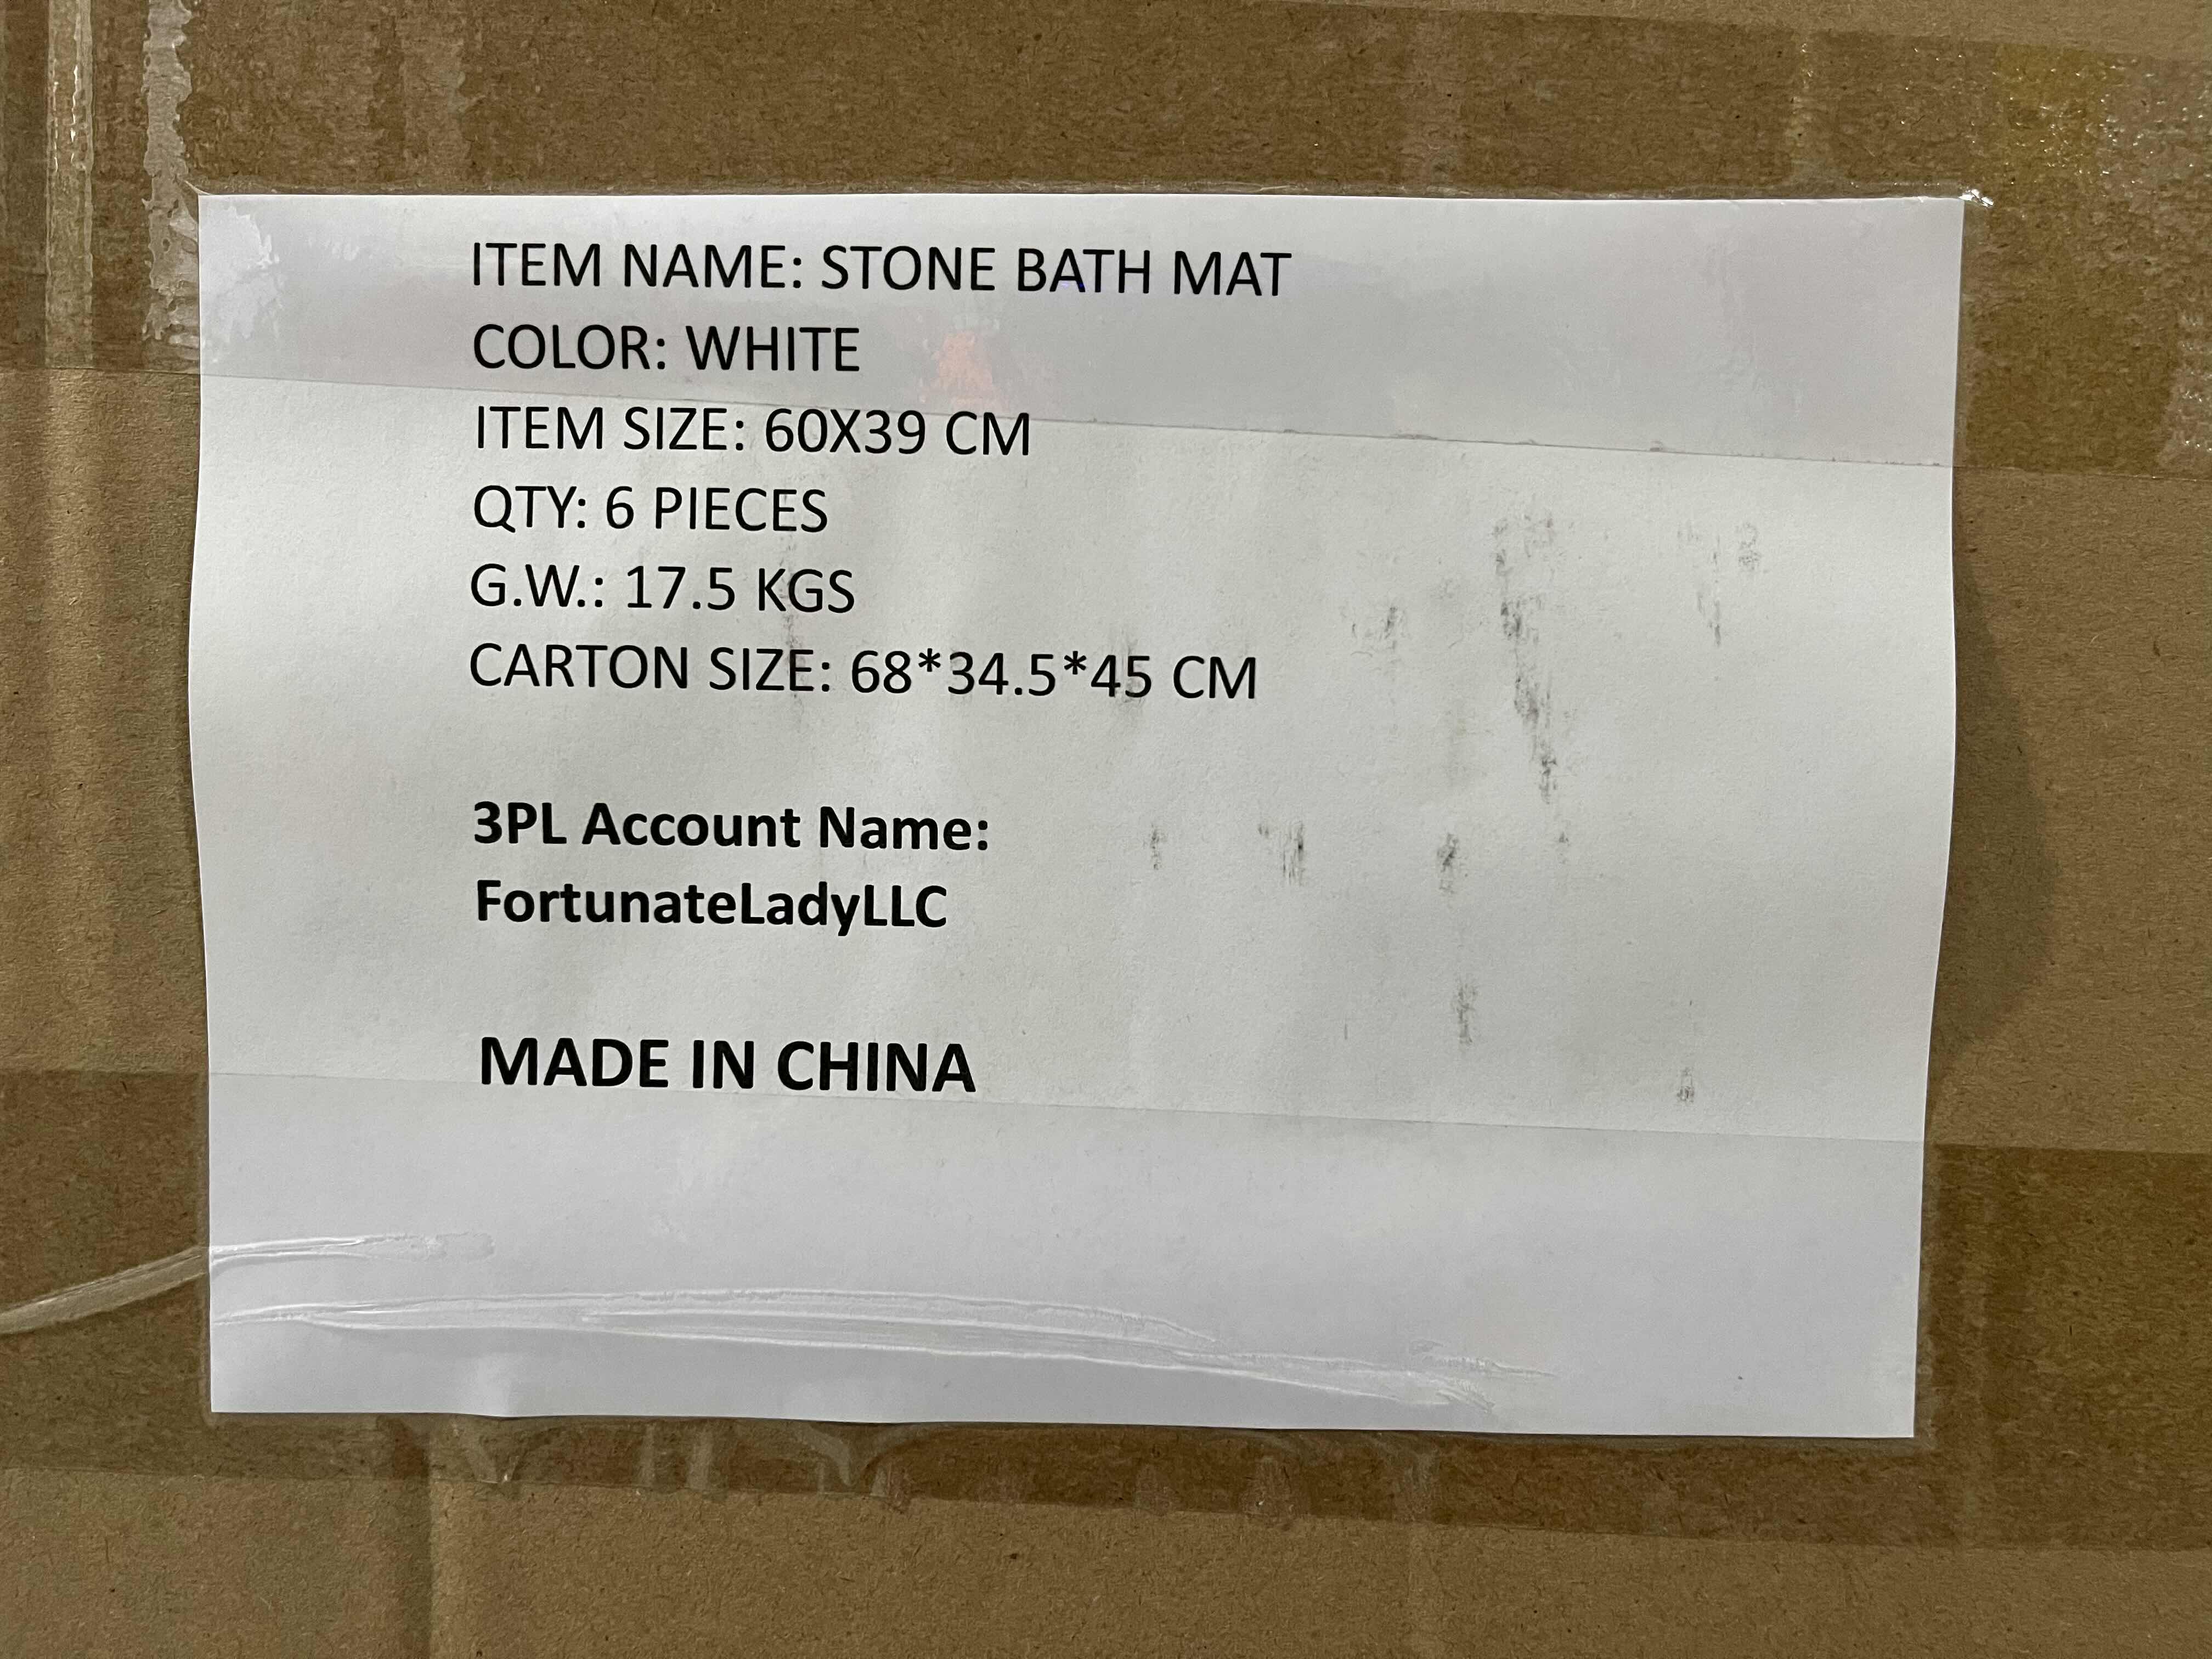 ITEM NAME: STONE BATH MAT
COLOR: WHITE
ITEM SIZE: 60X39 CM
QTY: 6 PIECES
G.W.: 17.5 KGS
CARTON SIZE: 68*34.5*45 CM
3PL Account Name:
FortunateLadyLLC
MADE IN CHINA